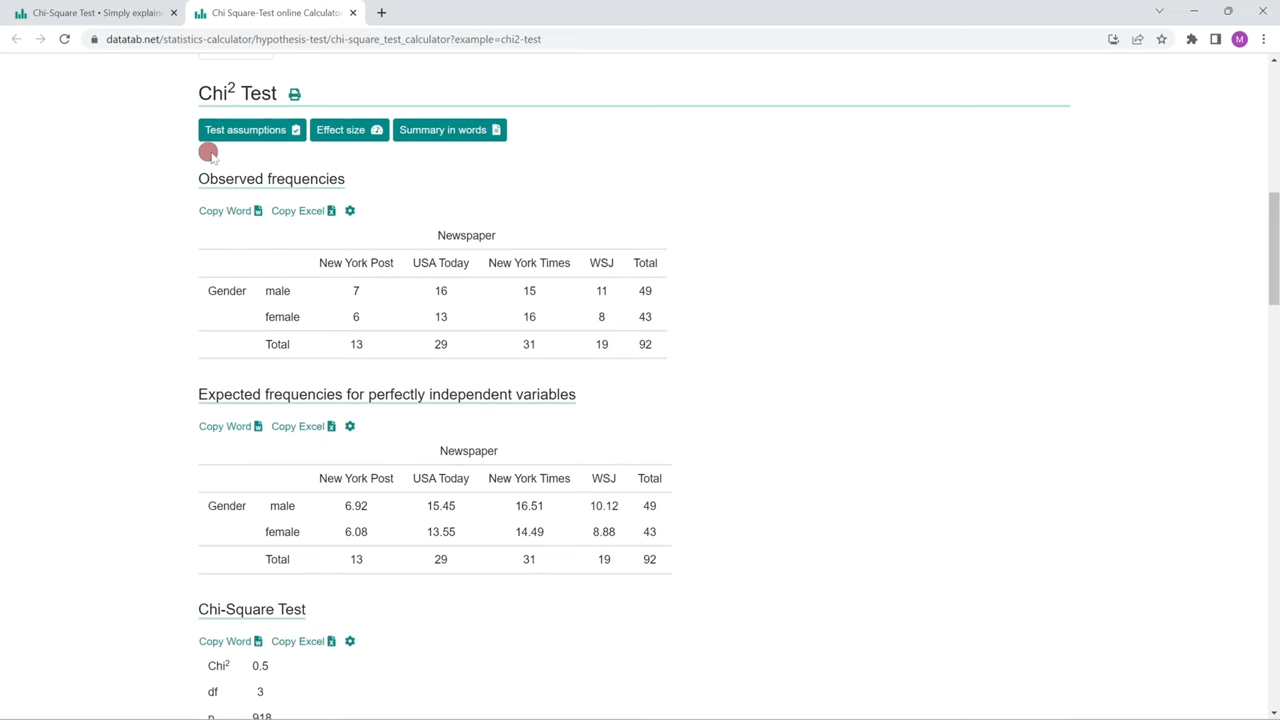 Chi-Square Test • Simply explain
Chi Square-Test online Calculator
datatab.net/statistics-calculator/hypothesis-test/chi-square_test_calculator?example=chi2-test
M
Chi² Test
Test assumptions Effect size Summary in words
Observed frequencies
Copy Word Copy Excel
Newspaper
New York Post USA Today New York Times WSJ Total
Gender male 7 16 15 11 49
female 6 13 16 8 43
Total 13 29 31 19 92
Expected frequencies for perfectly independent variables
Copy Word Copy Excel
Newspaper
New York Post USA Today New York Times WSJ Total
Gender male 6.92 15.45 16.51 10.12 49
female 6.08 13.55 14.49 8.88 43
Total 13 29 31 19 92
Chi-Square Test
Copy Word Copy Excel
Chi² 0.5
df 3
p .918